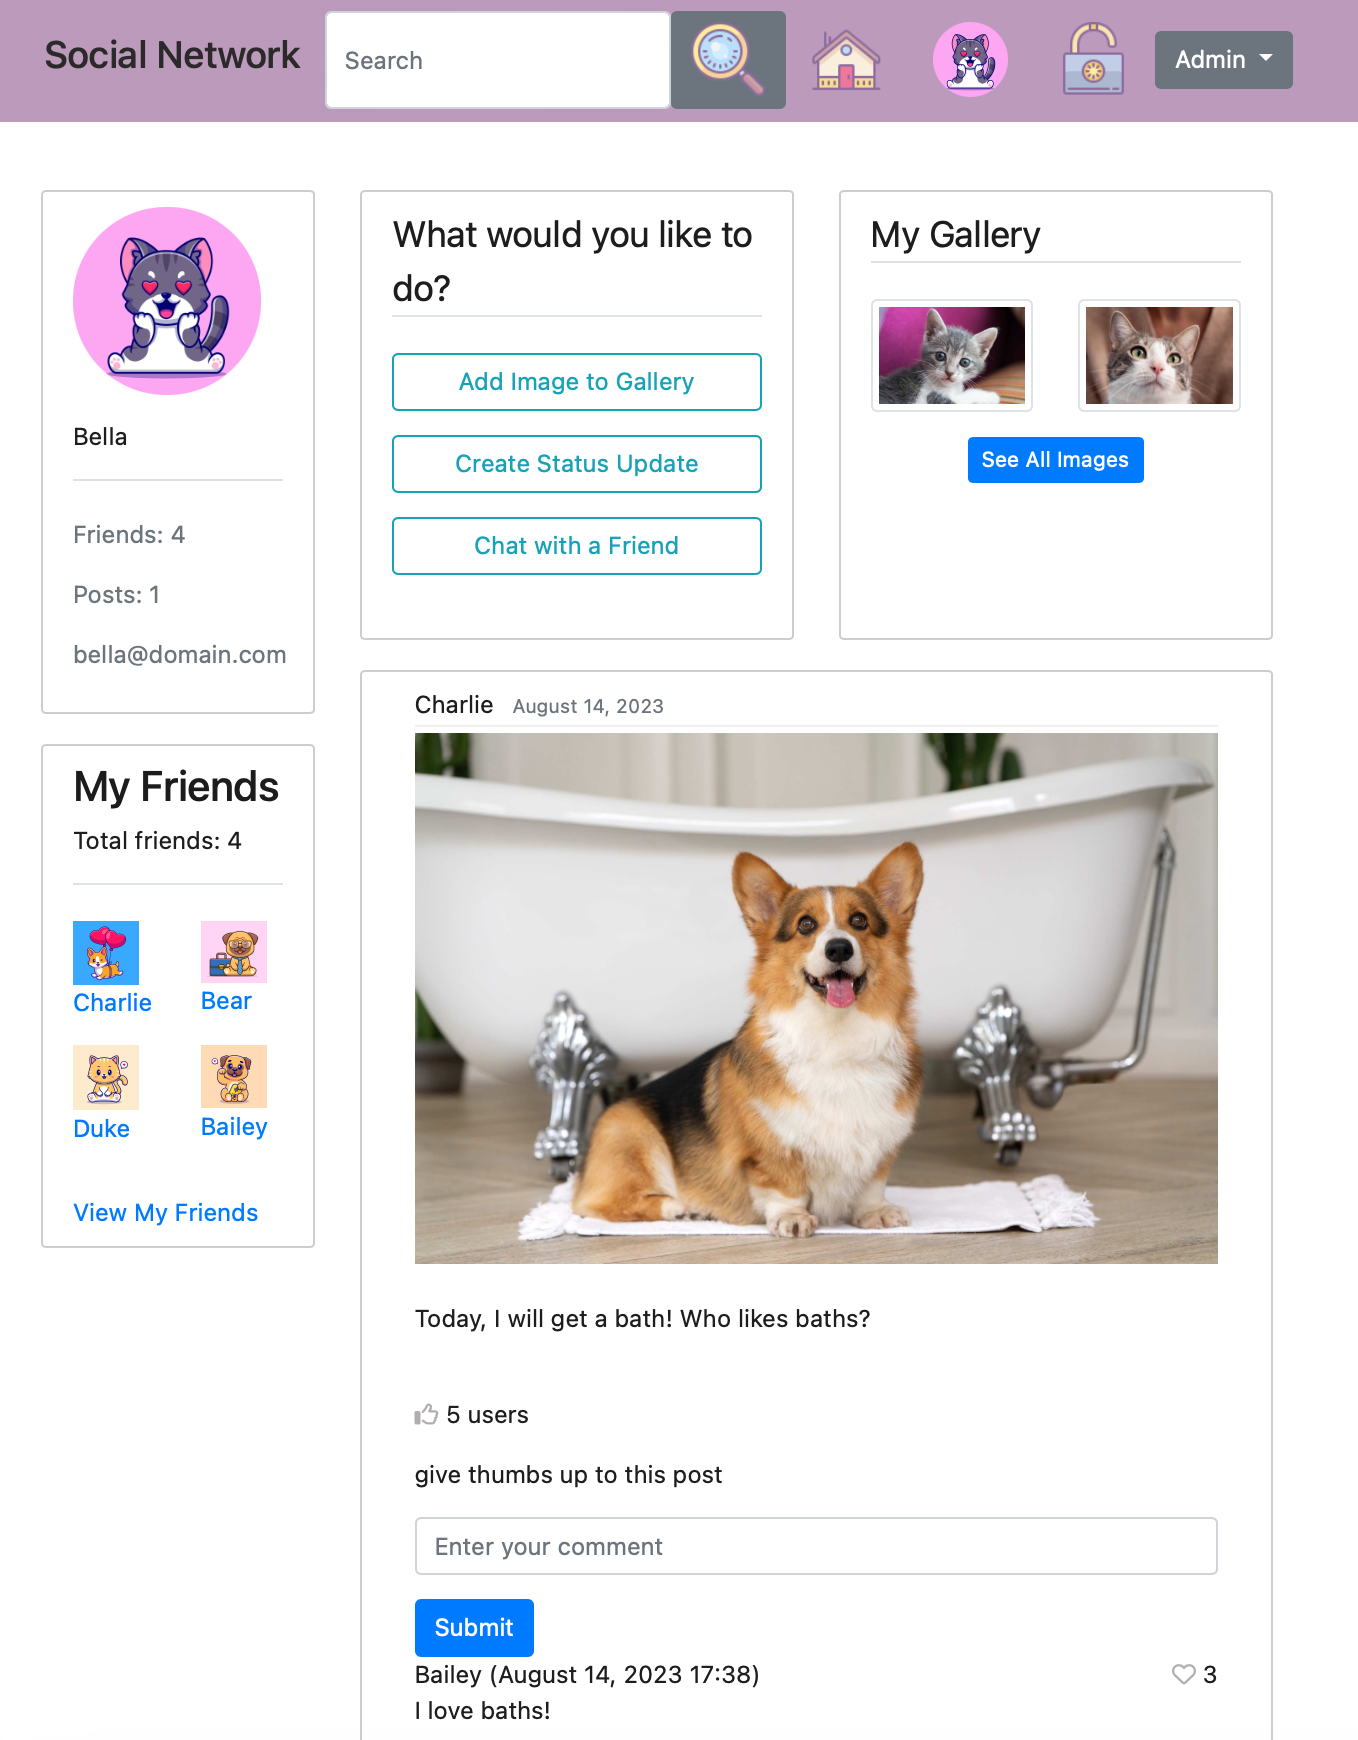 Social Network
Search
Admin
Bella
Friends: 4
Posts: 1
bella@domain.com
My Friends
Total friends: 4
Charlie
Bear
Duke
Bailey
View My Friends
What would you like to
do?
Add Image to Gallery
Create Status Update
Chat with a Friend
My Gallery
See All Images
Charlie August 14, 2023
Today, I will get a bath! Who likes baths?
5 users
give thumbs up to this post
Enter your comment
Submit
Bailey (August 14, 2023 17:38) 3
I love baths!